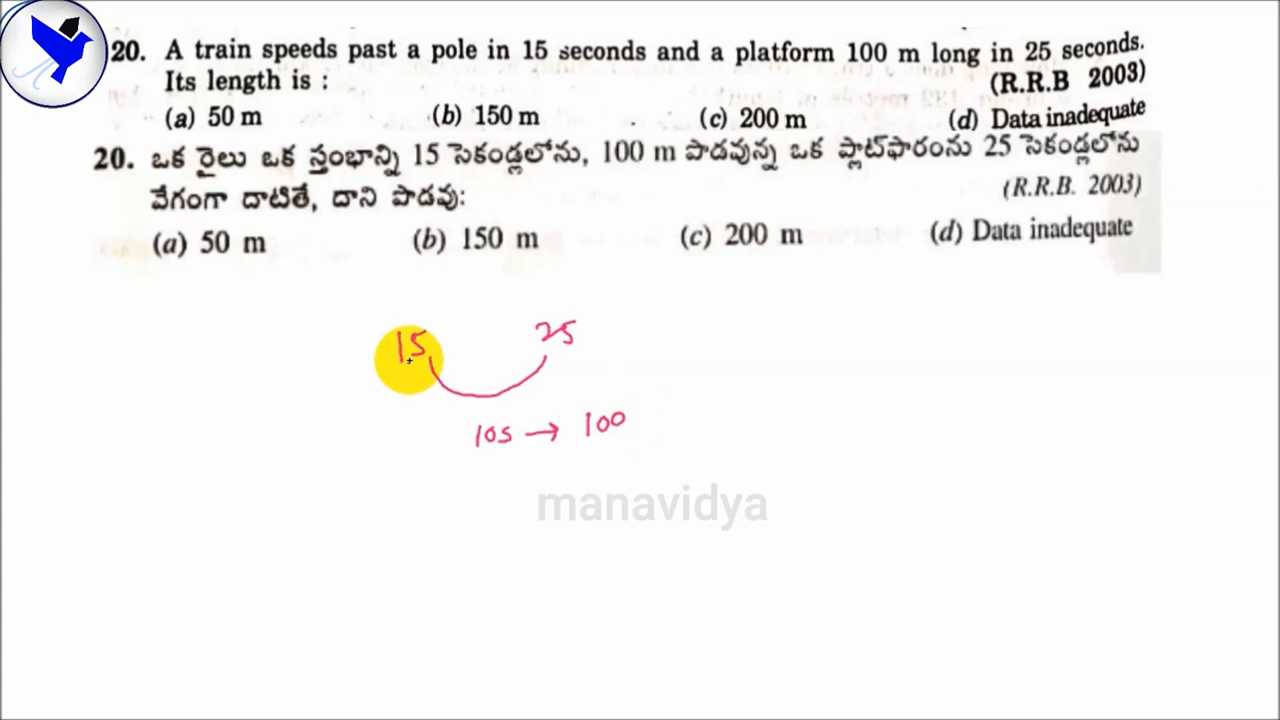 20. A train speeds past a pole in 15 seconds and a platform 100 m long in 25 seconds.
Its length is : (R.R.B 2003)
(a) 50 m (b) 150 m (c) 200 m (d) Data inadequate
20. ఒక రైలు ఒక స్తంభాన్ని 15 సెకండ్లలోను, 100 m పొడవున్న ఒక ప్లాట్‌ఫారంను 25 సెకండ్లలోను
వేగంగా దాటితే, దాని పొడవు: (R.R.B. 2003)
(a) 50 m (b) 150 m (c) 200 m (d) Data inadequate
15 25
10s → 100
manavidya